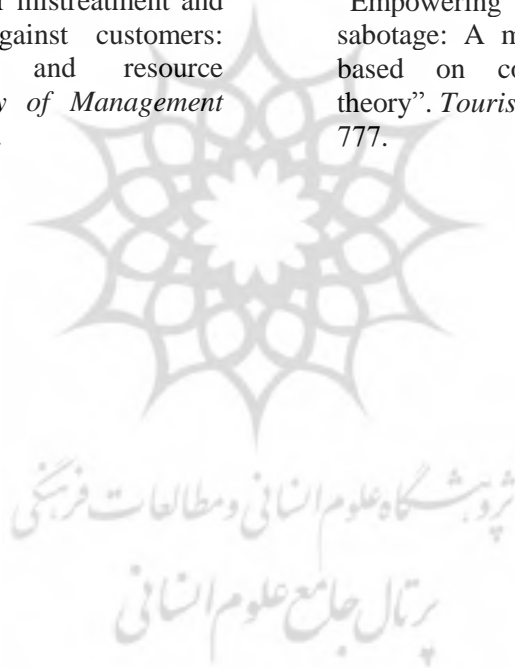 mistreatment and
against customers:
and resource
of Management
Empowering
sabotage: A
based on
theory”. Touris
777.
پژوهشگاه علوم انسانی و مطالعات فرهنگی
پرتال جامع علوم انسانی